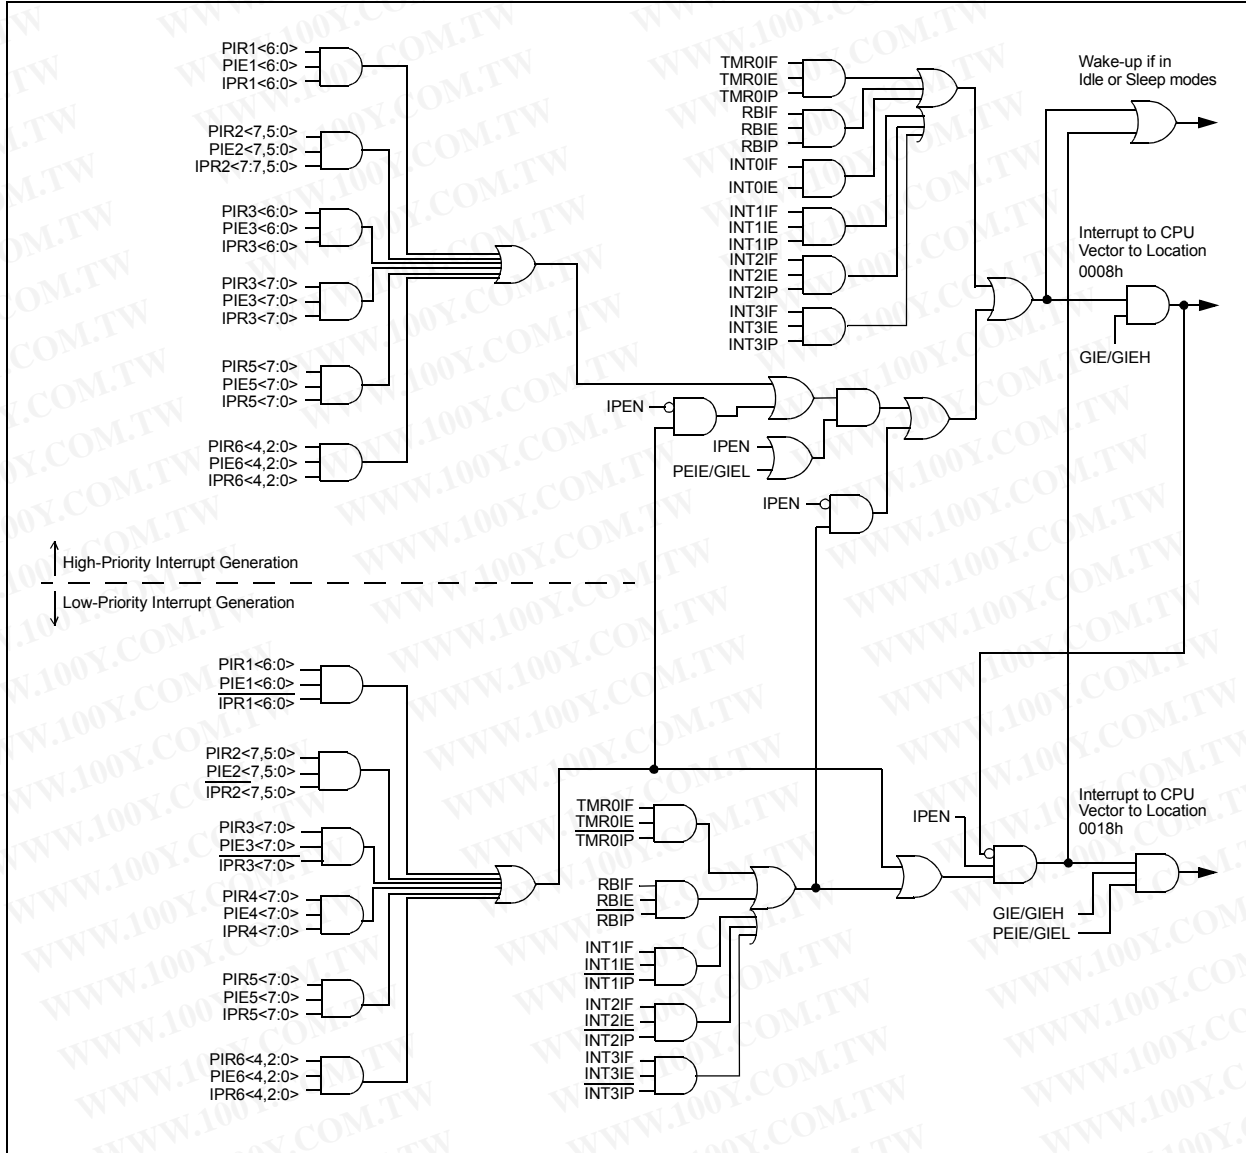 PIR1<6:0>
PIE1<6:0>
IPR1<6:0>
PIR2<7,5:0>
PIE2<7,5:0>
IPR2<7:7,5:0>
PIR3<6:0>
PIE3<6:0>
IPR3<6:0>
PIR3<7:0>
PIE3<7:0>
IPR3<7:0>
PIR5<7:0>
PIE5<7:0>
IPR5<7:0>
PIR6<4,2:0>
PIE6<4,2:0>
IPR6<4,2:0>
TMR0IF
TMR0IE
TMR0IP
RBIF
RBIE
RBIP
INT0IF
INT0IE
INT1IF
INT1IE
INT1IP
INT2IF
INT2IE
INT2IP
INT3IF
INT3IE
INT3IP
Wake-up if in
Idle or Sleep modes
Interrupt to CPU
Vector to Location
0008h
GIE/GIEH
IPEN
IPEN
PEIE/GIEL
IPEN
High-Priority Interrupt Generation
Low-Priority Interrupt Generation
PIR1<6:0>
PIE1<6:0>
IPR1<6:0>
PIR2<7,5:0>
PIE2<7,5:0>
IPR2<7,5:0>
PIR3<7:0>
PIE3<7:0>
IPR3<7:0>
PIR4<7:0>
PIE4<7:0>
IPR4<7:0>
PIR5<7:0>
PIE5<7:0>
IPR5<7:0>
PIR6<4,2:0>
PIE6<4,2:0>
IPR6<4,2:0>
TMR0IF
TMR0IE
TMR0IP
RBIF
RBIE
RBIP
INT1IF
INT1IE
INT1IP
INT2IF
INT2IE
INT2IP
INT3IF
INT3IE
INT3IP
IPEN
Interrupt to CPU
Vector to Location
0018h
GIE/GIEH
PEIE/GIEL
WWW.100Y.COM.TW